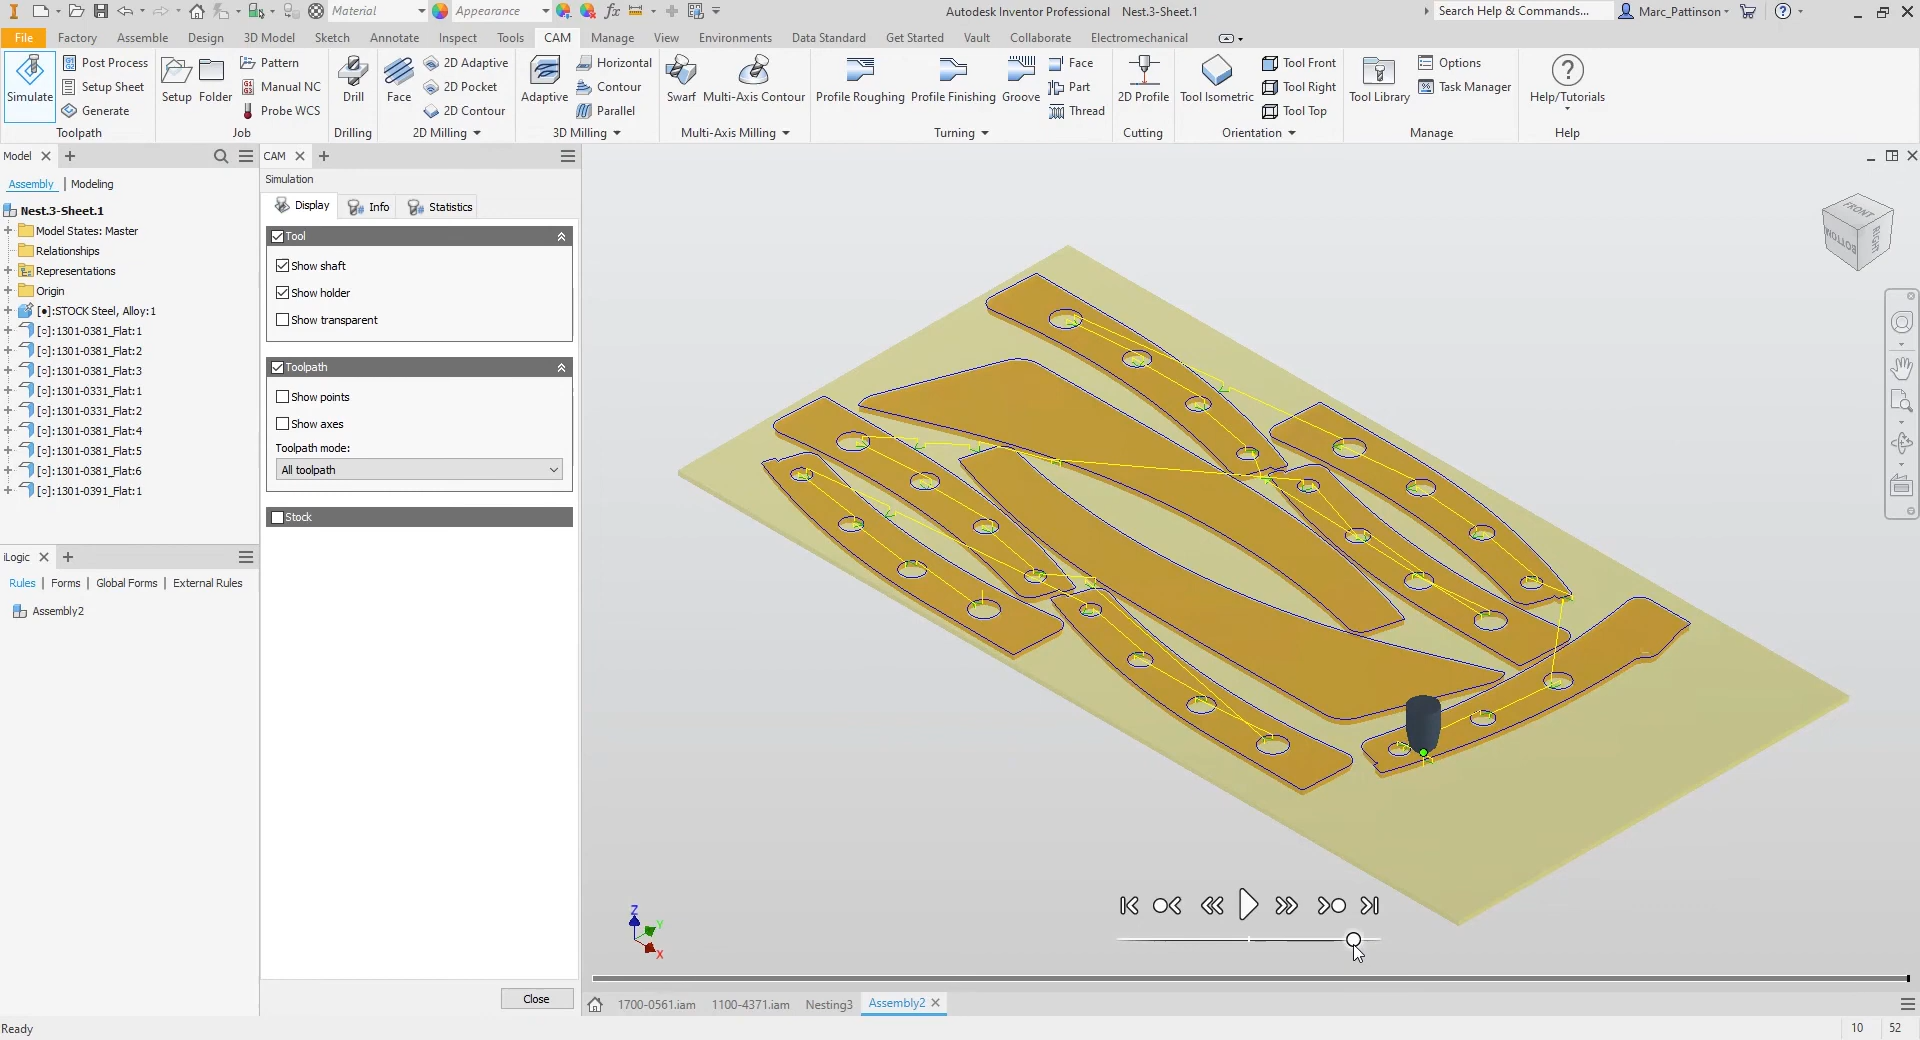 Material
Appearance
Autodesk Inventor Professional Nest.3-Sheet.1
Search Help & Commands...
Marc_Pattinson
File Factory Assemble Design 3D Model Sketch Annotate Inspect Tools CAM Manage View Environments Data Standard Get Started Vault Collaborate Electromechanical
Simulate
Post Process
Setup Sheet
Generate
Toolpath
Setup
Folder
Pattern
Manual NC
Probe WCS
Job
Drill
Drilling
Face
2D Adaptive
2D Pocket
2D Contour
2D Milling
Adaptive
Horizontal
Contour
Parallel
3D Milling
Swarf
Multi-Axis Contour
Multi-Axis Milling
Profile Roughing
Profile Finishing
Groove
Face
Part
Thread
Turning
2D Profile
Cutting
Tool Isometric
Tool Front
Tool Right
Tool Top
Orientation
Tool Library
Options
Task Manager
Manage
Help/Tutorials
Help
Model
Assembly | Modeling
Nest.3-Sheet.1
Model States: Master
Relationships
Representations
Origin
[●]:STOCK Steel, Alloy:1
[○]:1301-0381_Flat:1
[○]:1301-0381_Flat:2
[○]:1301-0381_Flat:3
[○]:1301-0331_Flat:1
[○]:1301-0331_Flat:2
[○]:1301-0381_Flat:4
[○]:1301-0381_Flat:5
[○]:1301-0381_Flat:6
[○]:1301-0391_Flat:1
iLogic
Rules | Forms | Global Forms | External Rules
Assembly2
CAM
Simulation
Display Info Statistics
Tool
Show shaft
Show holder
Show transparent
Toolpath
Show points
Show axes
Toolpath mode:
All toolpath
Stock
Close
FRONT
BOTTOM
RIGHT
Z
Y
X
1700-0561.iam 1100-4371.iam Nesting3 Assembly2
Ready
10 52